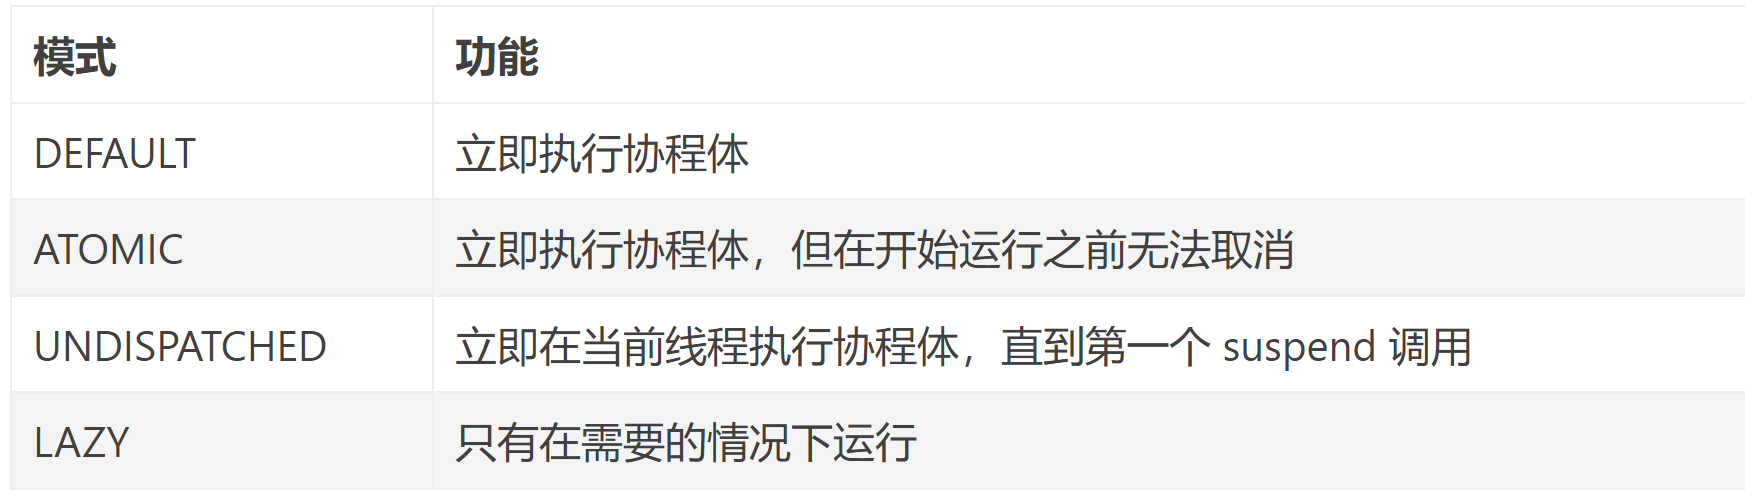 模式 功能
DEFAULT 立即执行协程体
ATOMIC 立即执行协程体，但在开始运行之前无法取消
UNDISPATCHED 立即在当前线程执行协程体，直到第一个 suspend 调用
LAZY 只有在需要的情况下运行